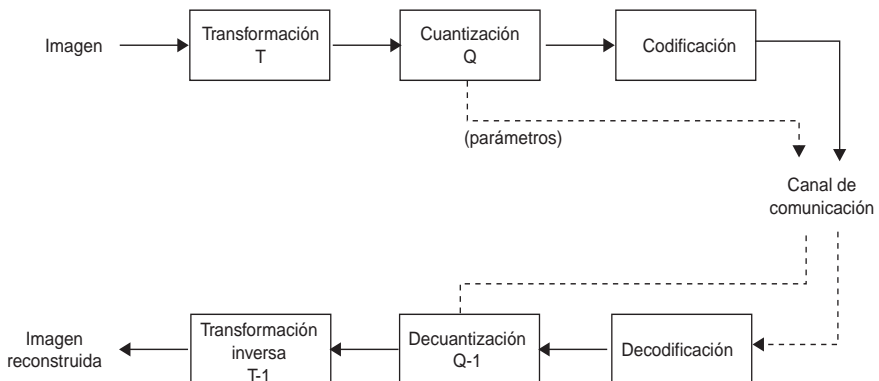 Imagen
Transformación
T
Cuantización
Q
Codificación
(parámetros)
Canal de
comunicación
Imagen
reconstruida
Transformación
inversa
T-1
Decuantización
Q-1
Decodificación